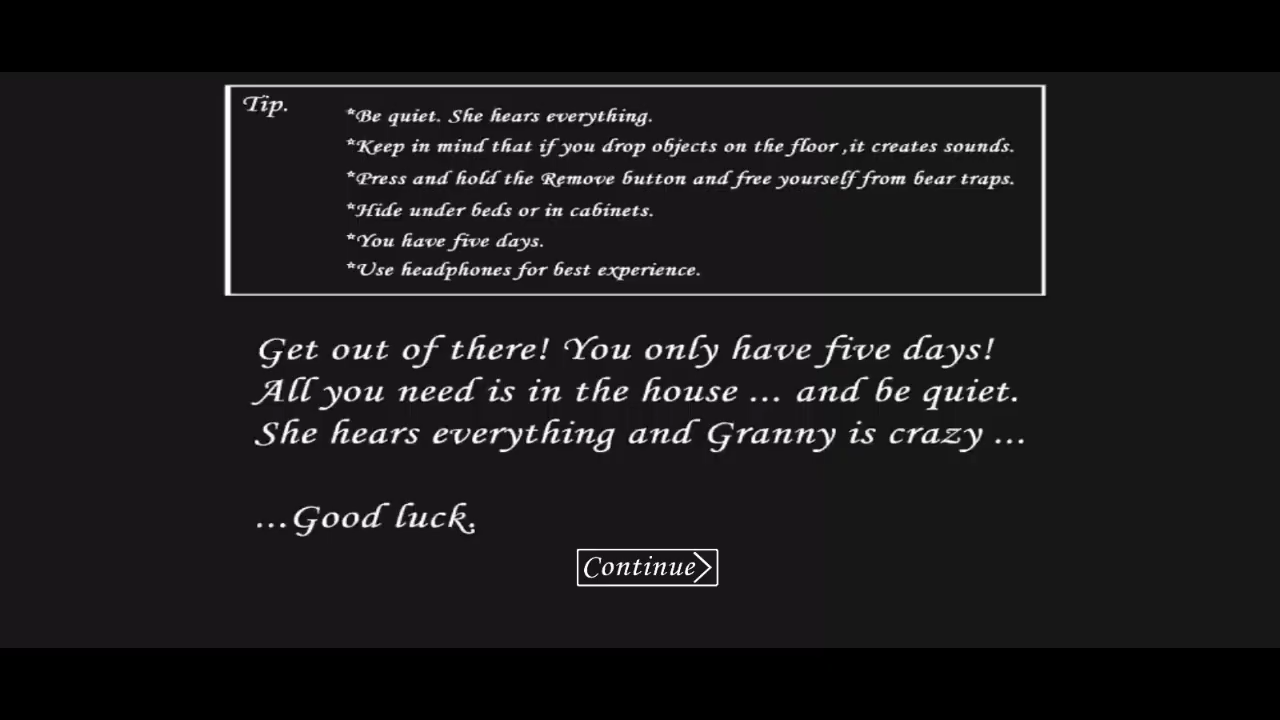 Tip.
*Be quiet. She hears everything.
*Keep in mind that if you drop objects on the floor ,it creates sounds.
*Press and hold the Remove button and free yourself from bear traps.
*Hide under beds or in cabinets.
*You have five days.
*Use headphones for best experience.
Get out of there! You only have five days!
All you need is in the house ... and be quiet.
She hears everything and Granny is crazy ...
...Good luck.
Continue>